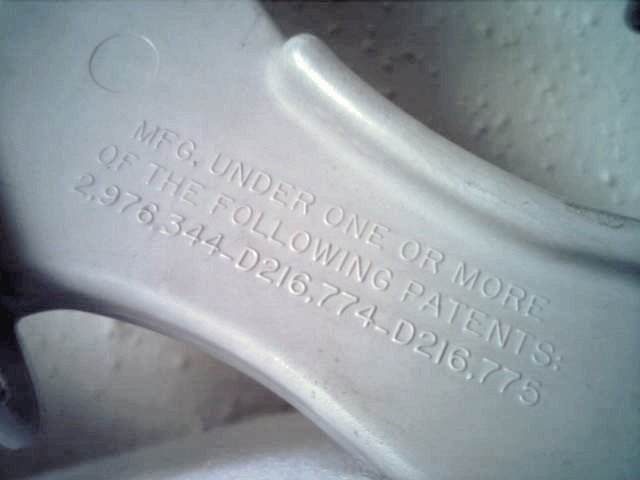 MFG. UNDER ONE OR MORE
OF THE FOLLOWING PATENTS:
2,976,344-D216,774-D216,775